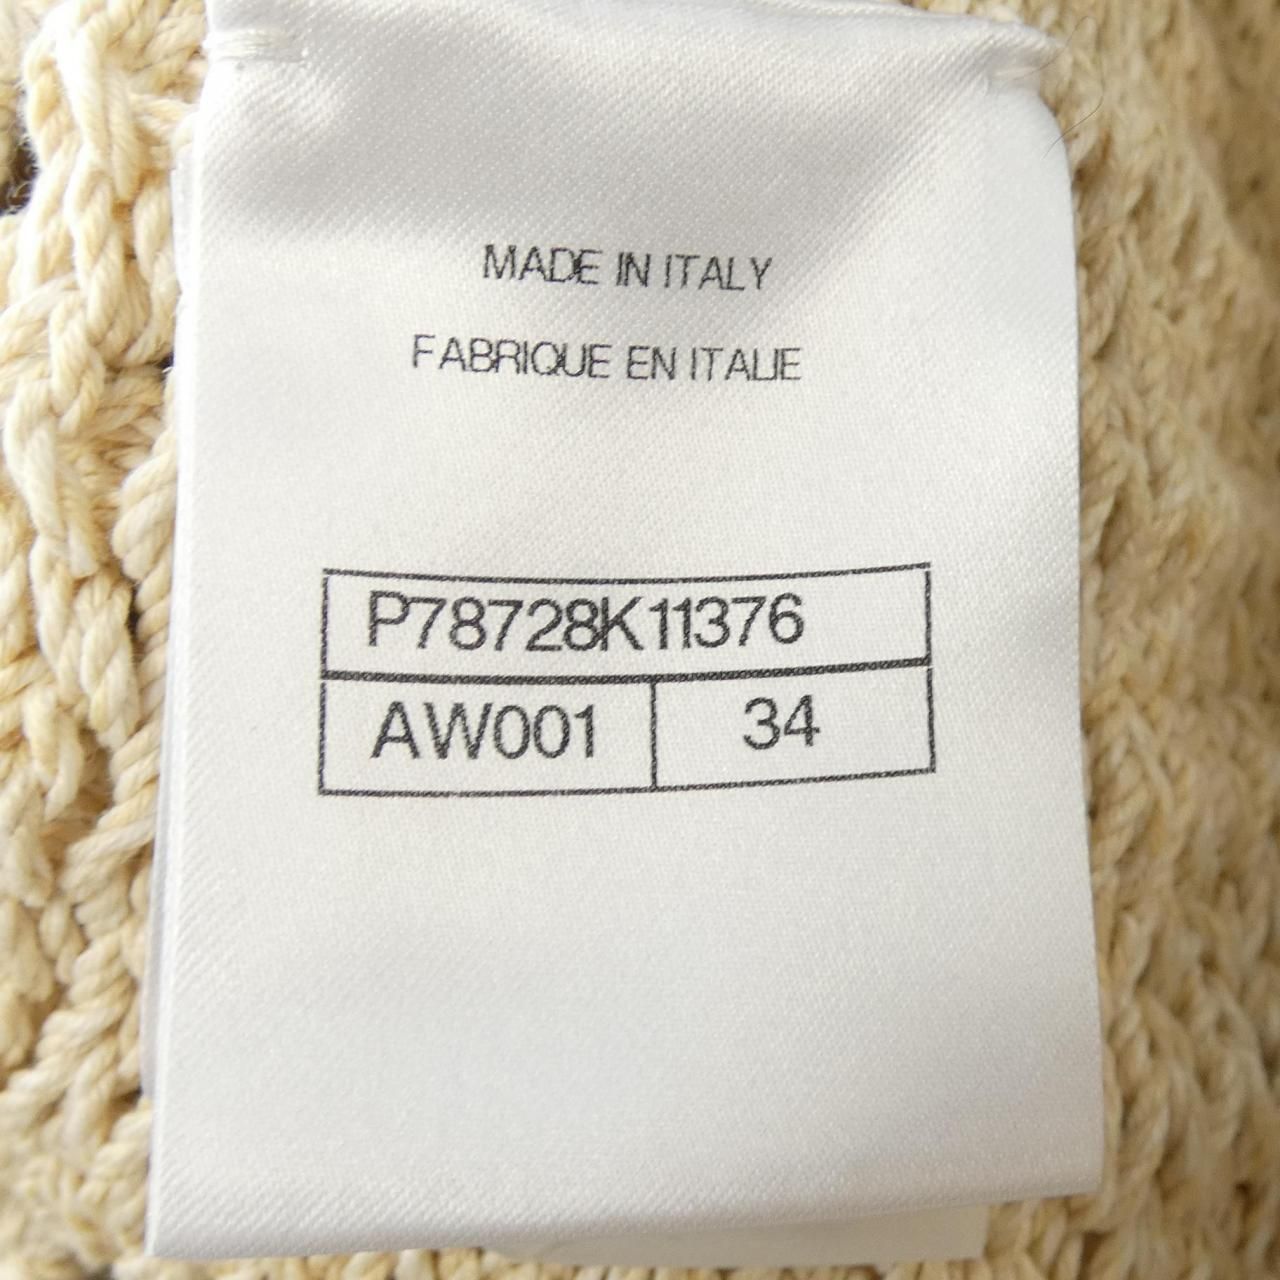 MADE IN ITALY
FABRIQUE EN ITALIE
P78728K11376
AW001 34